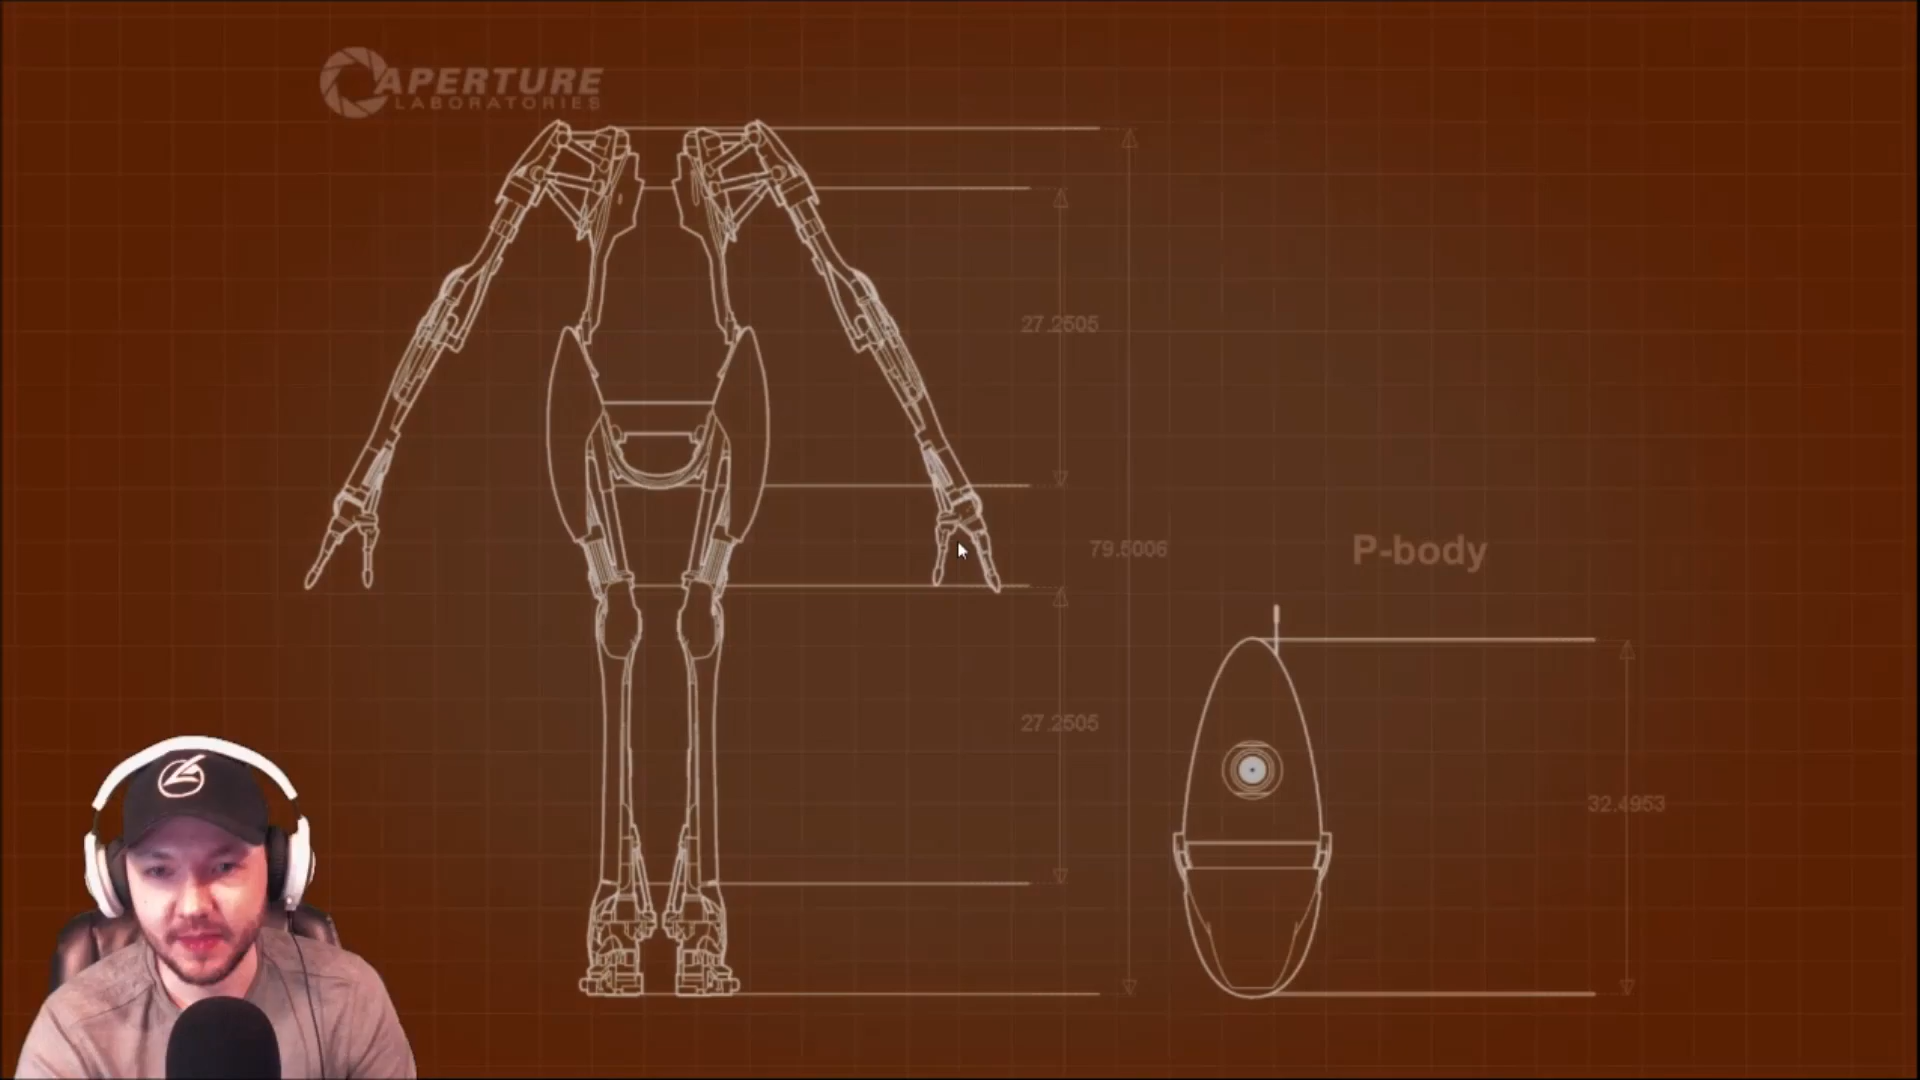 APERTURE
LABORATORIES
27.2505
79.5006
P-body
27.2505
32.4953